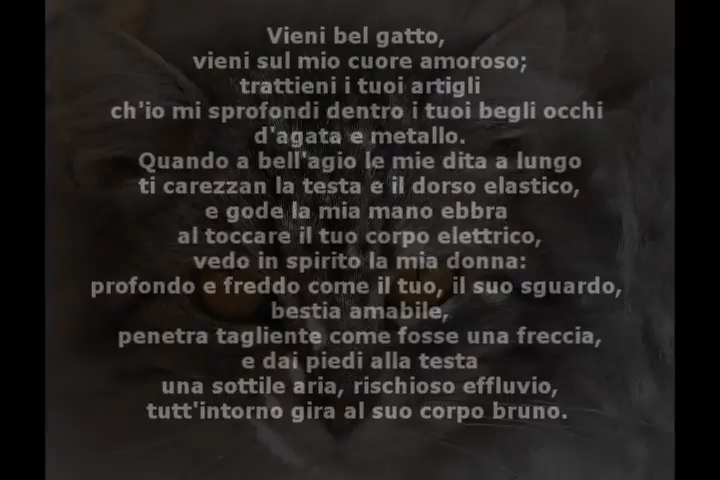 Vieni bel gatto,
vieni sul mio cuore amoroso;
trattieni i tuoi artigli
ch'io mi sprofondi dentro i tuoi begli occhi
d'agata e metallo.
Quando a bell'agio le mie dita a lungo
ti carezzan la testa e il dorso elastico,
e gode la mia mano ebbra
al toccare il tuo corpo elettrico,
vedo in spirito la mia donna:
profondo e freddo come il tuo, il suo sguardo,
bestia amabile,
penetra tagliente come fosse una freccia,
e dai piedi alla testa
una sottile aria, rischioso effluvio,
tutt'intorno gira al suo corpo bruno.